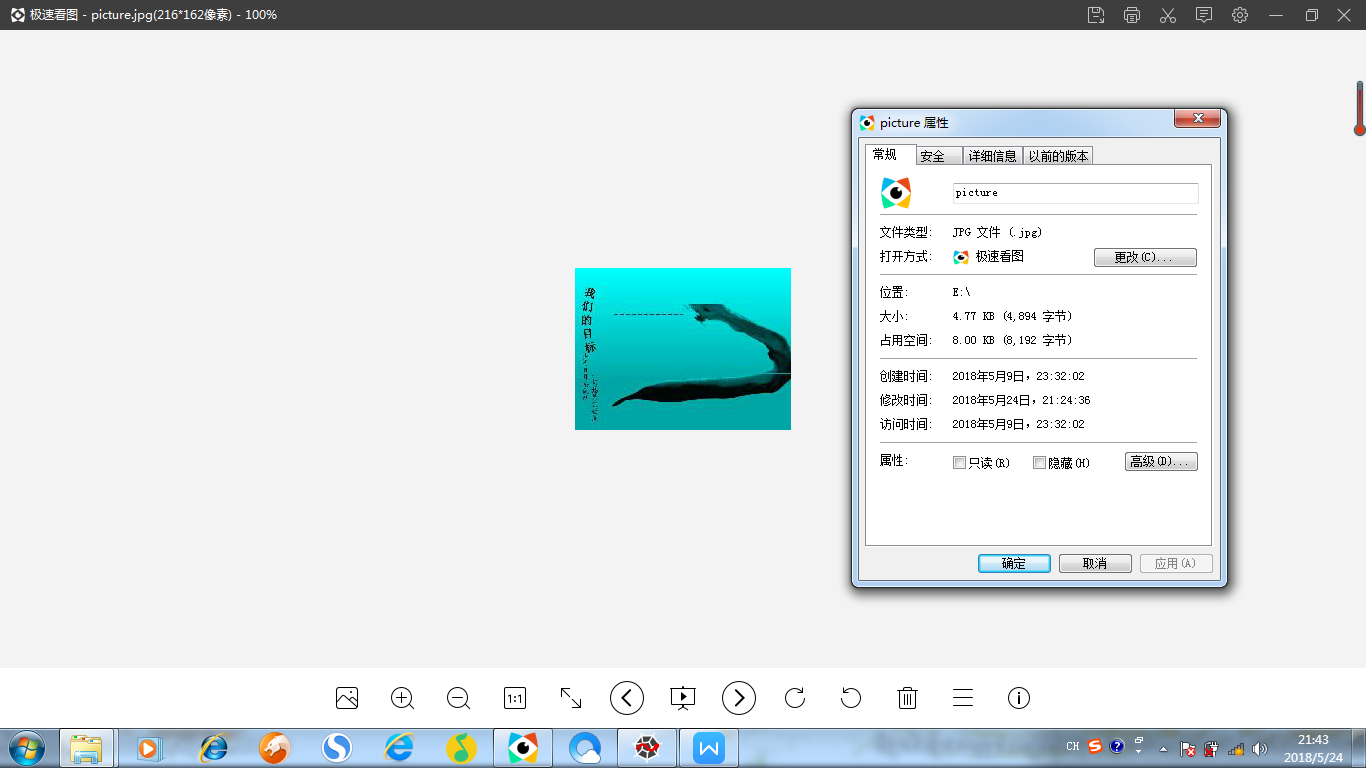 极速看图 - picture.jpg(216*162像素) - 100%
picture 属性
常规 安全 详细信息 以前的版本
picture
文件类型: JPG 文件 (.jpg)
打开方式: 极速看图 更改(C)...
位置: E:\
大小: 4.77 KB (4,894 字节)
占用空间: 8.00 KB (8,192 字节)
创建时间: 2018年5月9日，23:32:02
修改时间: 2018年5月24日，21:24:36
访问时间: 2018年5月9日，23:32:02
属性: 只读(R) 隐藏(H) 高级(D)...
确定 取消 应用(A)
我们的目标
1:1
CH
21:43
2018/5/24